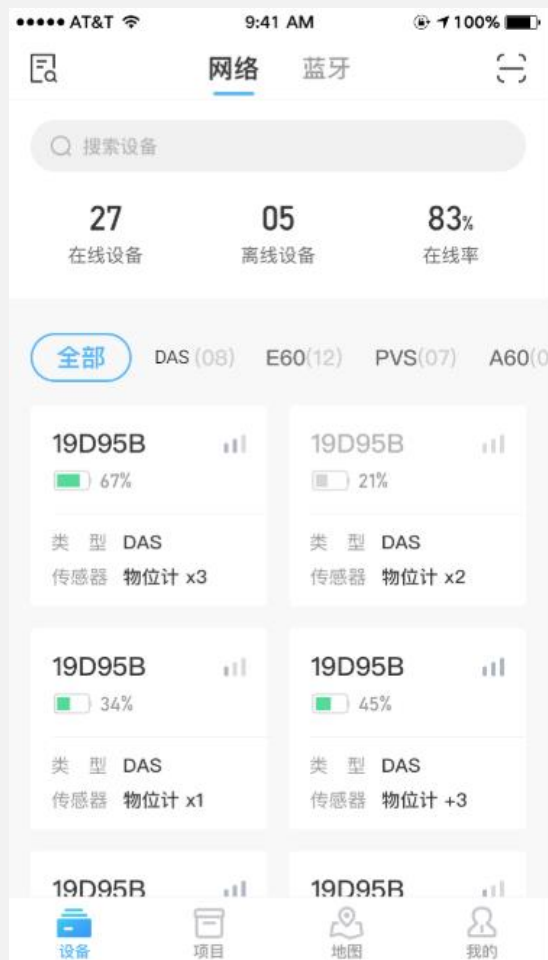 AT&T 9:41 AM 100%
网络 蓝牙
搜索设备
27 05 83%
在线设备 离线设备 在线率
全部 DAS (08) E60(12) PVS(07) A60(0
19D95B 19D95B
67% 21%
类 型 DAS 类 型 DAS
传感器 物位计 x3 传感器 物位计 x2
19D95B 19D95B
34% 45%
类 型 DAS 类 型 DAS
传感器 物位计 x1 传感器 物位计 +3
19D95B 19D95B
设备 项目 地图 我的